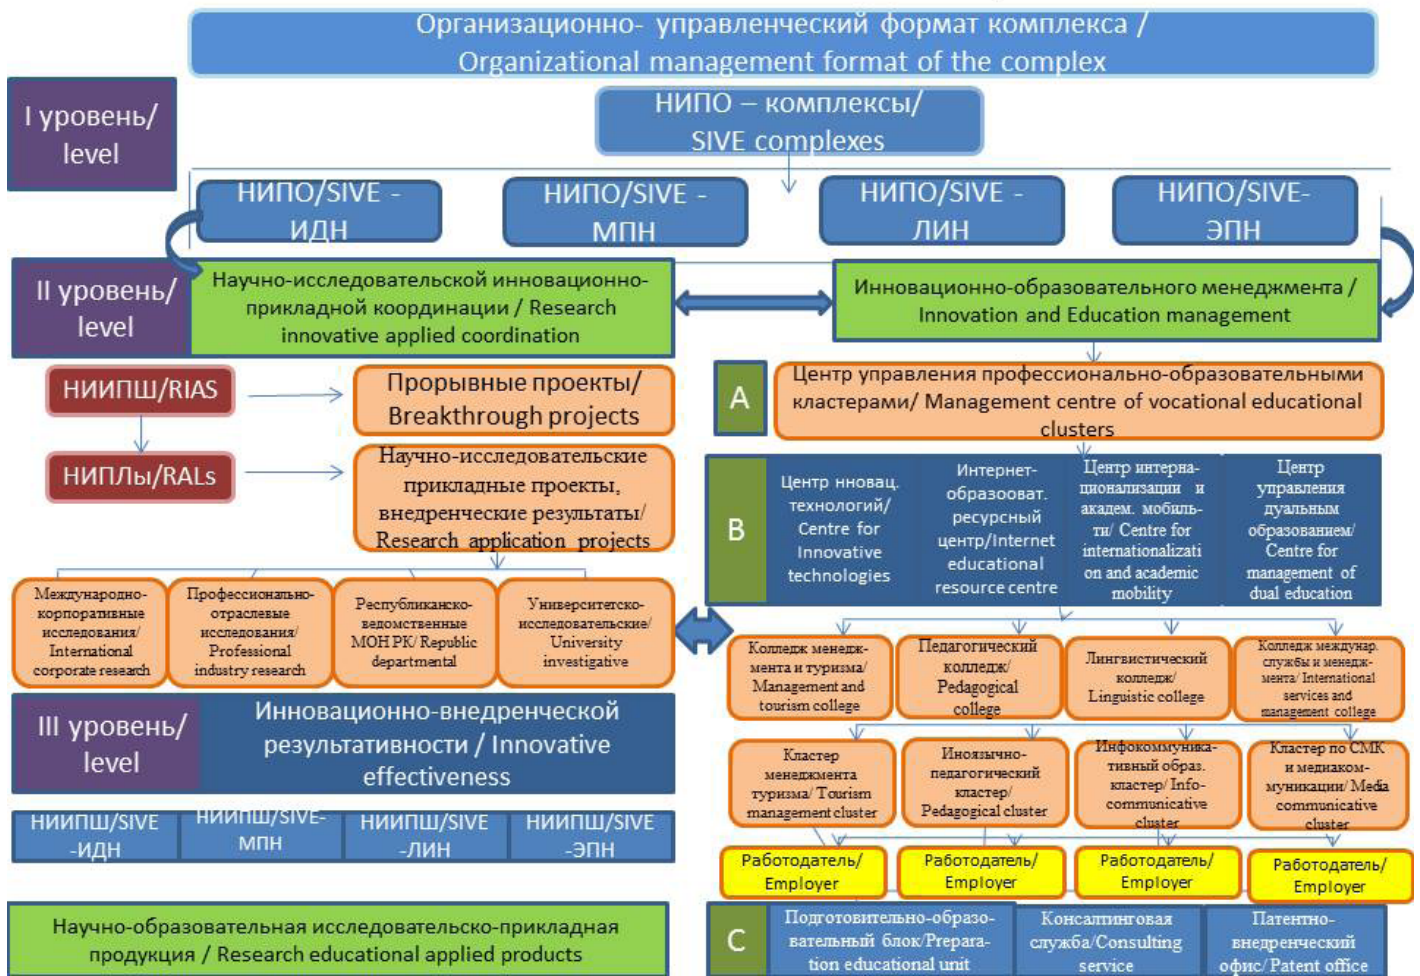 Организационно- управленческий формат комплекса /
Organizational management format of the complex
I уровень/
level
НИПО – комплексы/
SIVE complexes
НИПО/SIVE -
ИДН
НИПО/SIVE -
МПН
НИПО/SIVE -
ЛИН
НИПО/SIVE-
ЭПН
II уровень/
level
Научно-исследовательской инновационно-
прикладной координации / Research
innovative applied coordination
Инновационно-образовательного менеджмента /
Innovation and Education management
НИИПШ/RIAS
Прорывные проекты/
Breakthrough projects
НИПЛы/RALs
Научно-исследовательские
прикладные проекты,
внедренческие результаты/
Research application projects
Международно-
корпоративные
исследования/
International
corporate research
Профессионально-
отраслевые
исследования/
Professional
industry research
Республиканско-
ведомственные
МОН РК/ Republic
departmental
Университетско-
исследовательские/
University
investigative
A
Центр управления профессионально-образовательными
кластерами/ Management centre of vocational educational
clusters
B
Центр нновац.
технологий/
Centre for
Innovative
technologies
Интернет-
образооват.
ресурсный
центр/Internet
educational
resource centre
Центр интерна-
ционализации и
академ. мобиль-
ти/ Centre for
internationalizati
on and academic
mobility
Центр
управления
дуальным
образованием/
Centre for
management of
dual education
Колледж менедж-
мента и туризма/
Management and
tourism college
Педагогический
колледж/
Pedagogical
college
Лингвистический
колледж/
Linguistic college
Колледж междунар.
службы и менедж-
мента/ International
services and
management college
Кластер
менеджмента
туризма/ Tourism
management cluster
Иноязычно-
педагогический
кластер/
Pedagogical cluster
Инфокоммуника-
тивный образ.
кластер/ Info-
communicative
cluster
Кластер по СМК
и медиаком-
муникации/ Media
communicative
cluster
Работодатель/
Employer
Работодатель/
Employer
Работодатель/
Employer
Работодатель/
Employer
III уровень/
level
Инновационно-внедренческой
результативности / Innovative
effectiveness
НИИПШ/SIVE
-ИДН
НИИПШ/SIVE-
МПН
НИИПШ/SIVE
-ЛИН
НИИПШ/SIVE
-ЭПН
Научно-образовательная исследовательско-прикладная
продукция / Research educational applied products
C
Подготовительно-образо-
вательный блок/Prepara-
tion educational unit
Консалтинговая
служба/Consulting
service
Патентно-
внедренческий
офис/Patent office